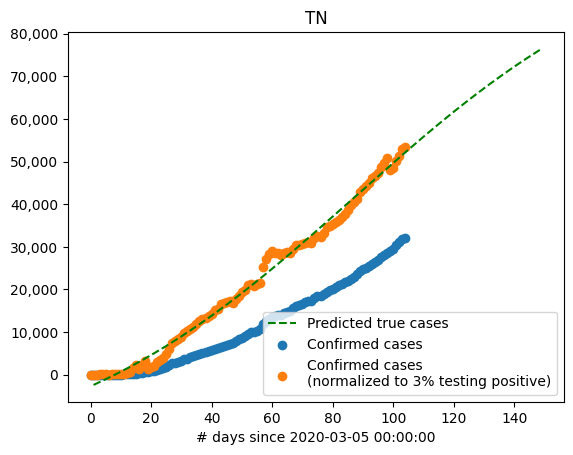 TN
80,000
70,000
60,000
50,000
40,000
30,000
20,000
10,000
0
Predicted true cases
Confirmed cases
Confirmed cases
(normalized to 3% testing positive)
0 20 40 60 80 100 120 140
# days since 2020-03-05 00:00:00